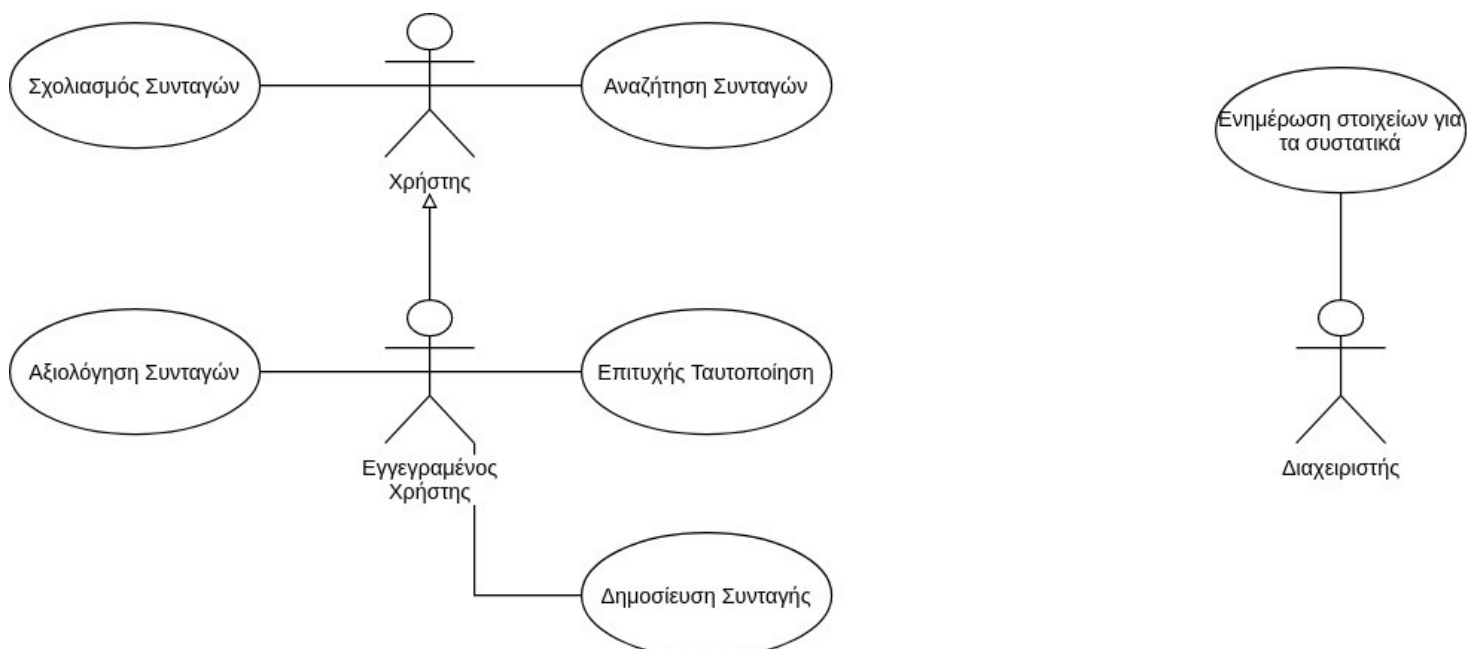 Σχολιασμός Συνταγών
Αναζήτηση Συνταγών
Ενημέρωση στοιχείων για
τα συστατικά
Χρήστης
Αξιολόγηση Συνταγών
Επιτυχής Ταυτοποίηση
Εγγεγραμένος
Χρήστης
Διαχειριστής
Δημοσίευση Συνταγής